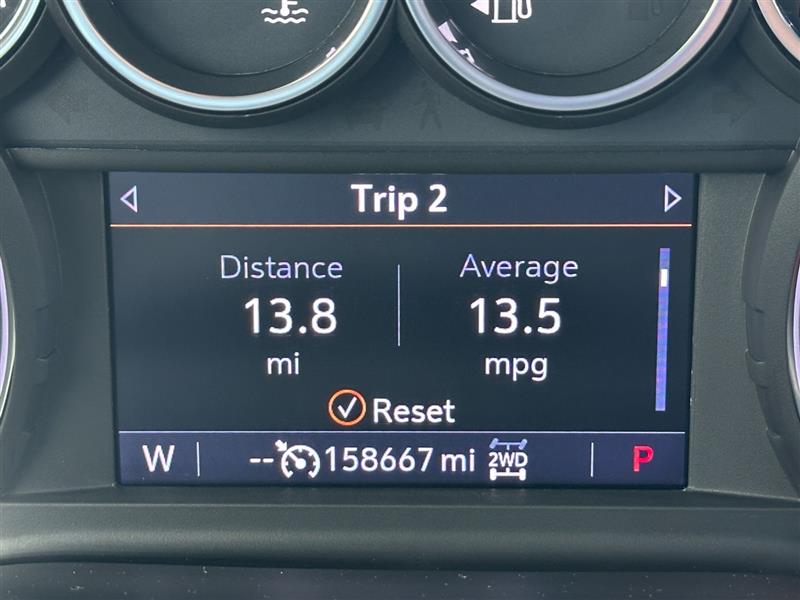 Trip 2
Distance Average
13.8 13.5
mi mpg
Reset
W -- 158667 mi 2WD P